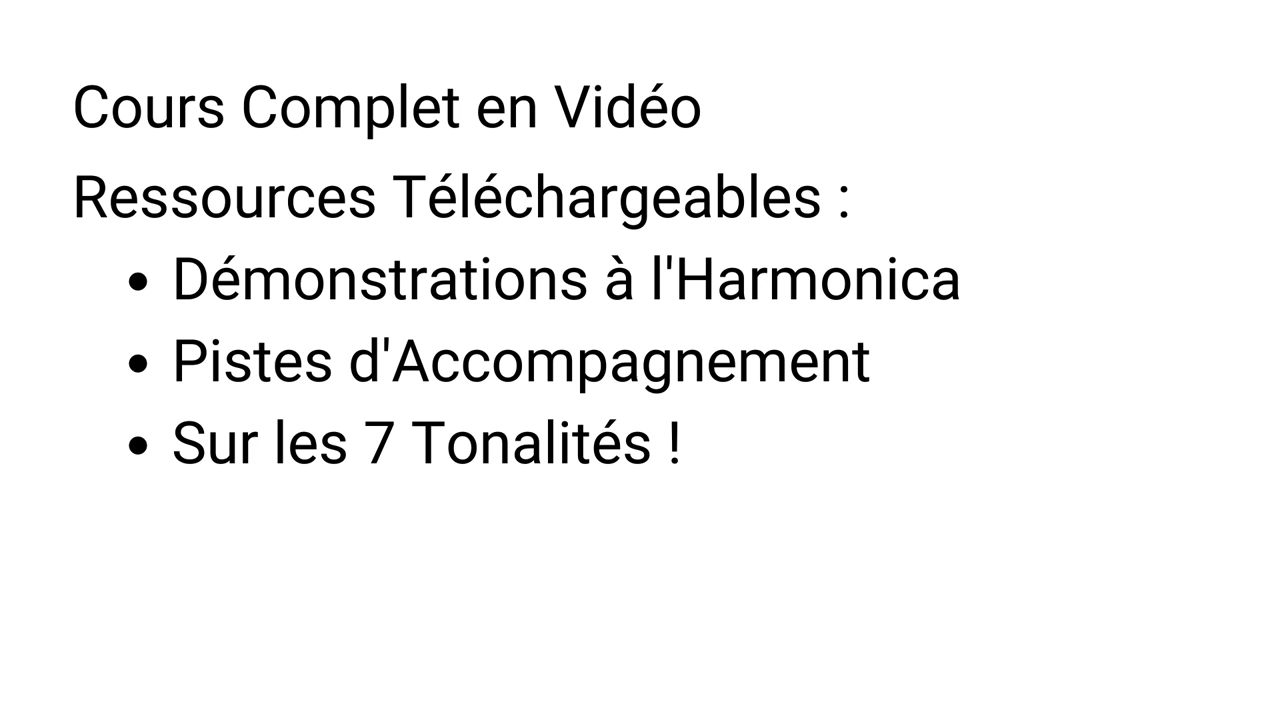 Cours Complet en Vidéo
Ressources Téléchargeables :
• Démonstrations à l'Harmonica
• Pistes d'Accompagnement
• Sur les 7 Tonalités !